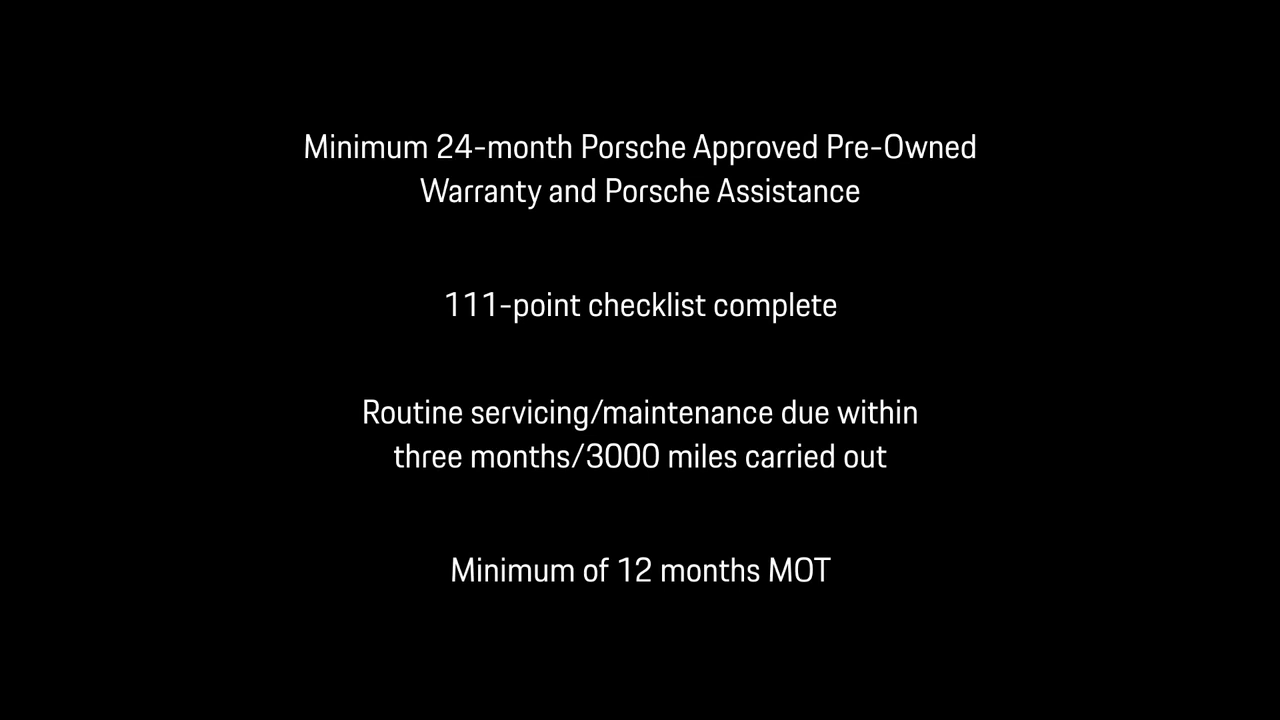 Minimum 24-month Porsche Approved Pre-Owned
Warranty and Porsche Assistance
111-point checklist complete
Routine servicing/maintenance due within
three months/3000 miles carried out
Minimum of 12 months MOT